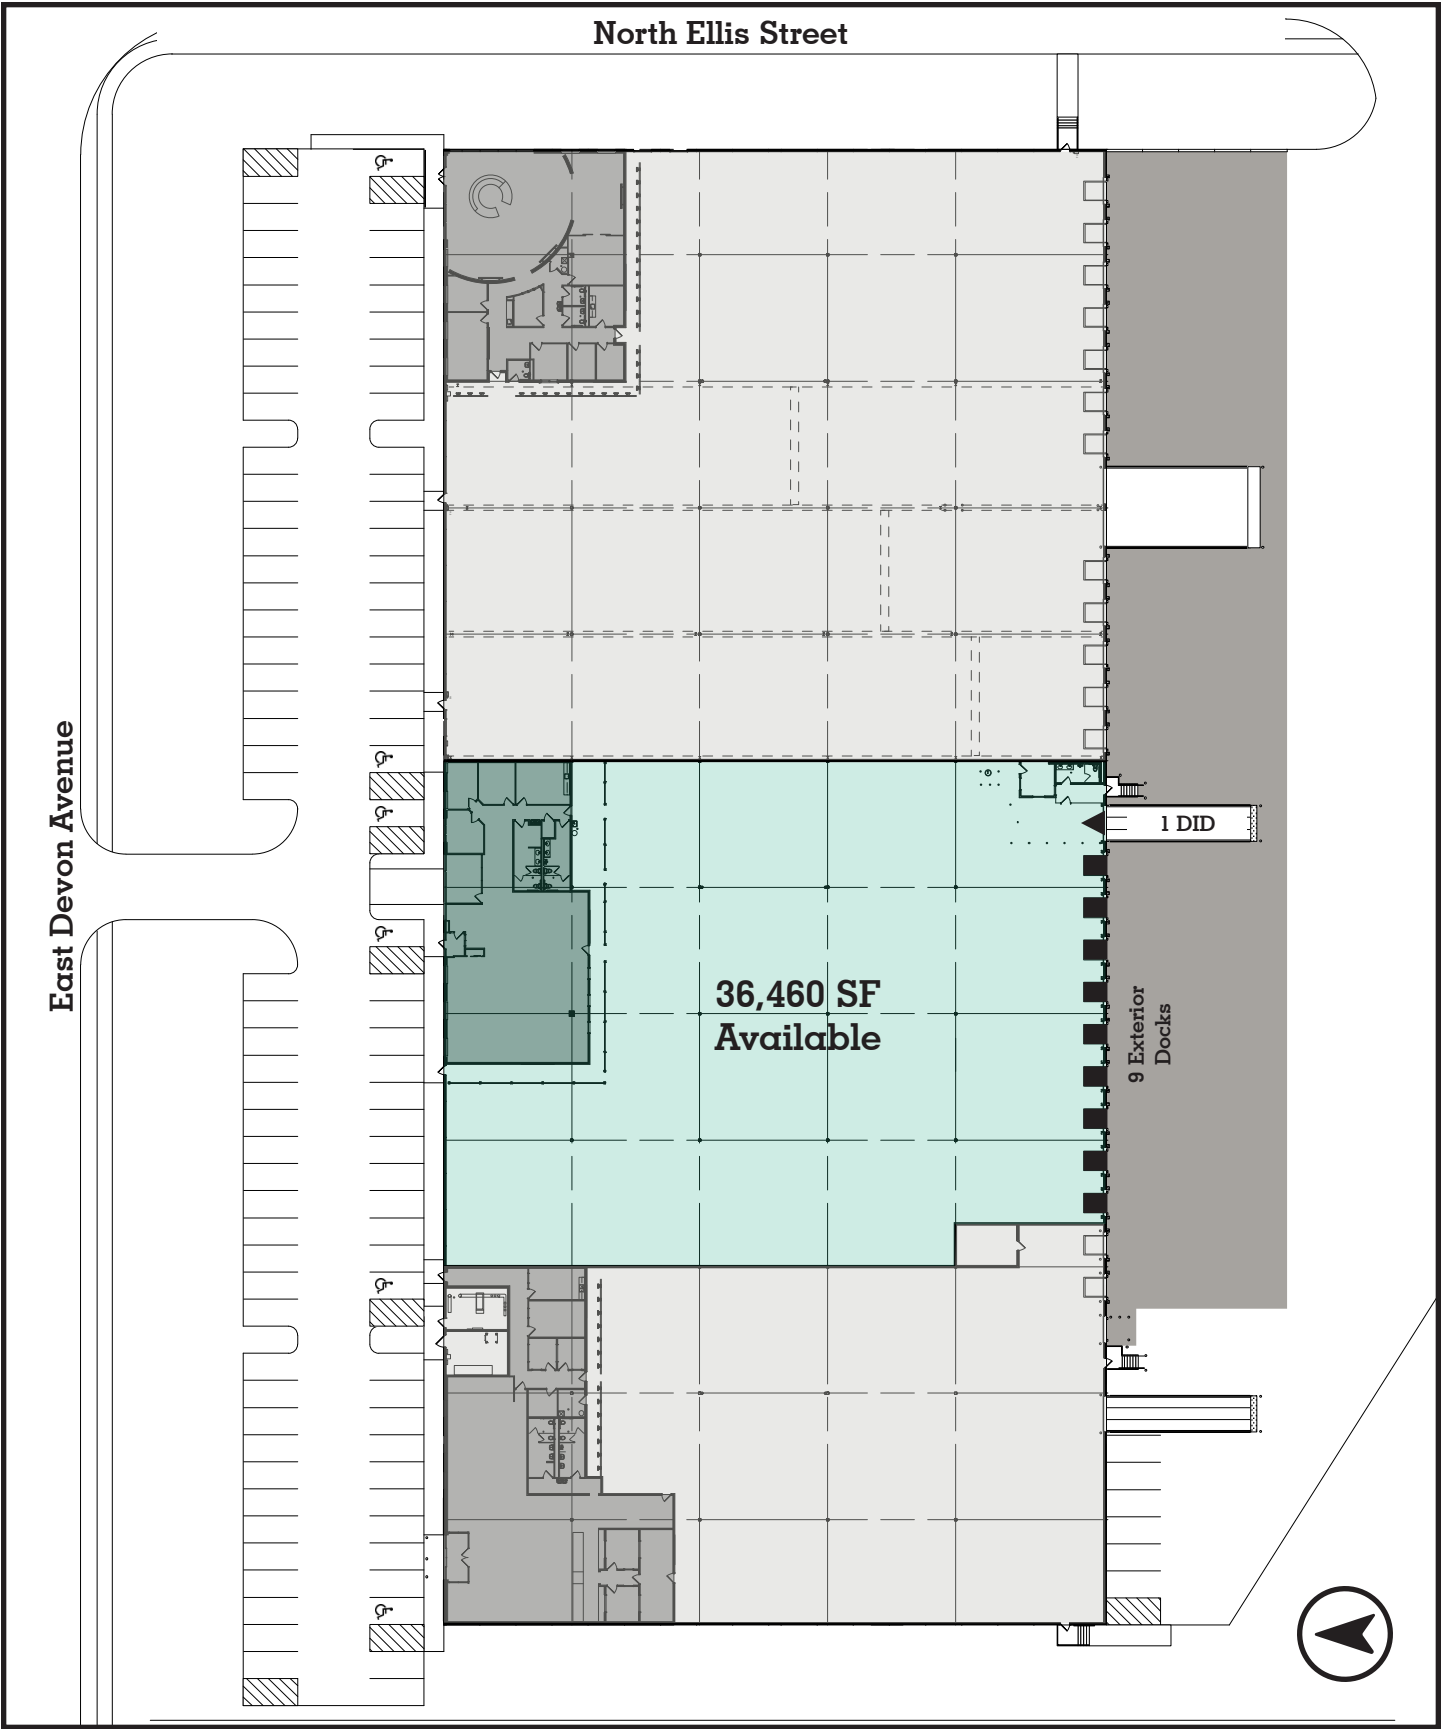 North Ellis Street
East Devon Avenue
1 DID
36,460 SF
Available
9 Exterior
Docks